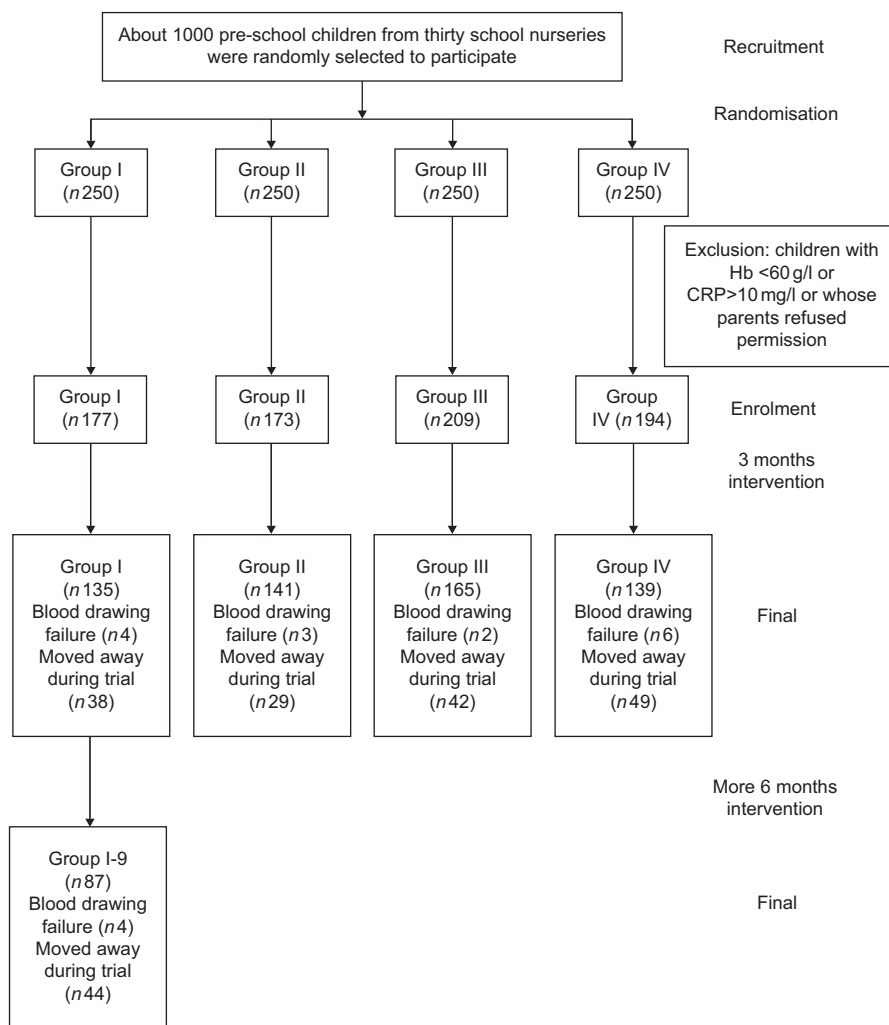 About 1000 pre-school children from thirty school nurseries
were randomly selected to participate
Recruitment
Randomisation
Group I
(n 250)
Group II
(n 250)
Group III
(n 250)
Group IV
(n 250)
Exclusion: children with
Hb <60 g/l or
CRP>10 mg/l or whose
parents refused
permission
Group I
(n 177)
Group II
(n 173)
Group III
(n 209)
Group
IV (n 194)
Enrolment
3 months
intervention
Group I
(n 135)
Blood drawing
failure (n 4)
Moved away
during trial
(n 38)
Group II
(n 141)
Blood drawing
failure (n 3)
Moved away
during trial
(n 29)
Group III
(n 165)
Blood drawing
failure (n 2)
Moved away
during trial
(n 42)
Group IV
(n 139)
Blood drawing
failure (n 6)
Moved away
during trial
(n 49)
Final
More 6 months
intervention
Group I-9
(n 87)
Blood drawing
failure (n 4)
Moved away
during trial
(n 44)
Final